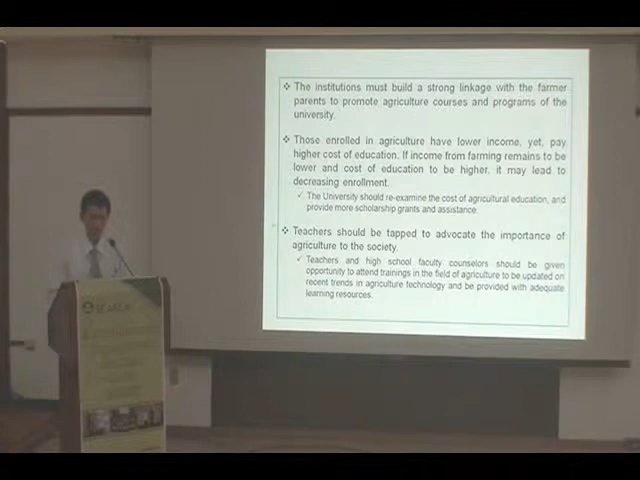 ❖ The institutions must build a strong linkage with the farmer
parents to promote agriculture courses and programs of the
university.
❖ Those enrolled in agriculture have lower income, yet, pay
higher cost of education. If income from farming remains to be
lower and cost of education to be higher, it may lead to
decreasing enrollment.
✓ The University should re-examine the cost of agricultural education, and
provide more scholarship grants and assistance.
❖ Teachers should be tapped to advocate the importance of
agriculture to the society.
✓ Teachers and high school faculty counselors should be given
opportunity to attend trainings in the field of agriculture to be updated on
recent trends in agriculture technology and be provided with adequate
learning resources.